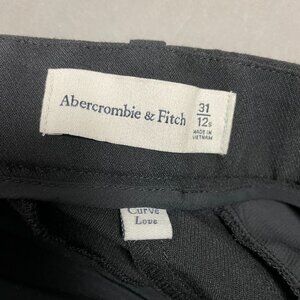 Abercrombie & Fitch
31
12s
MADE IN
VIETNAM
Curve
Love